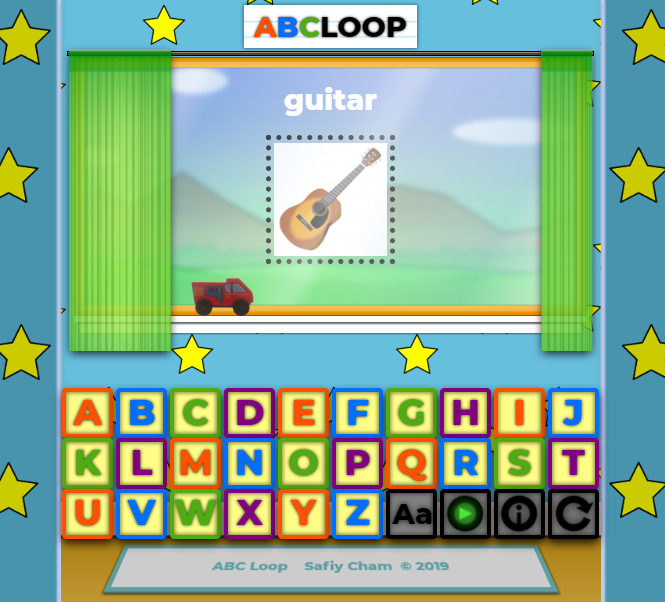 ABCLOOP
guitar
A B C D E F G H I J
K L M N O P Q R S T
U V W X Y Z Aa
ABC Loop Safiy Cham © 2019